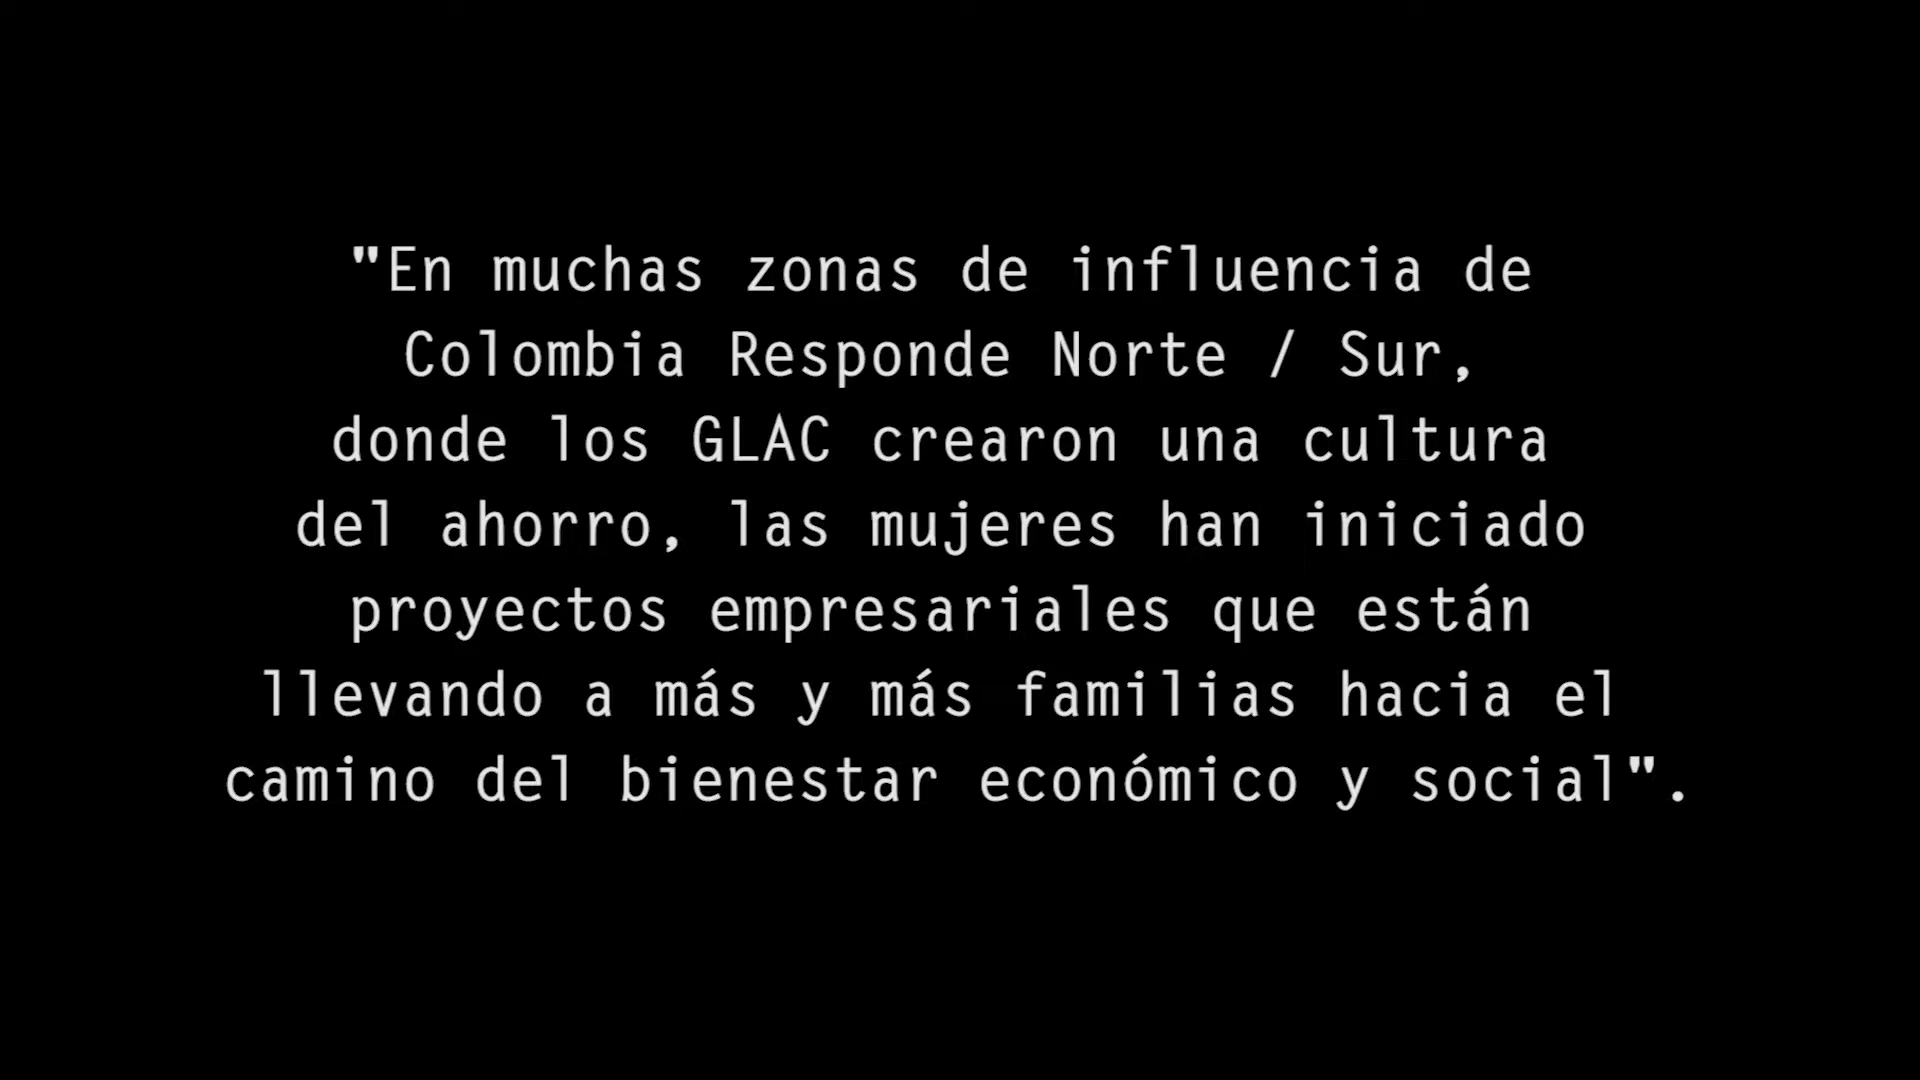 "En muchas zonas de influencia de
Colombia Responde Norte / Sur,
donde los GLAC crearon una cultura
del ahorro, las mujeres han iniciado
proyectos empresariales que están
llevando a más y más familias hacia el
camino del bienestar económico y social".